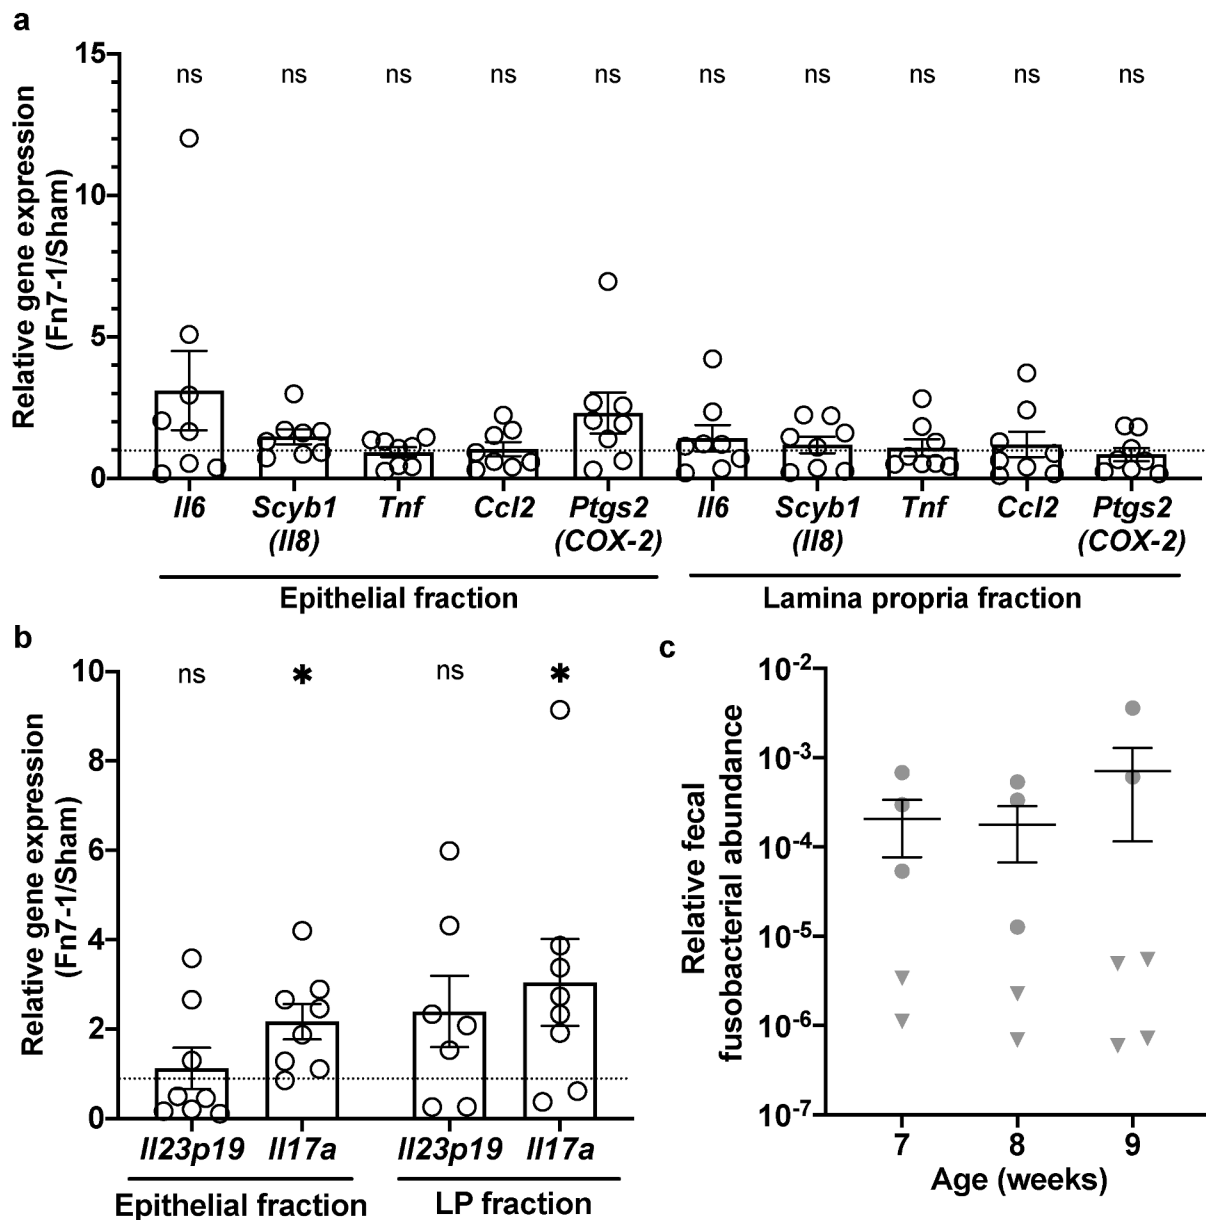 a
Relative gene expression
(Fn7-1/Sham)
15
10
5
0
ns ns ns ns ns ns ns ns ns ns
Il6 Scyb1 Tnf Ccl2 Ptgs2 Il6 Scyb1 Tnf Ccl2 Ptgs2
(Il8) (COX-2) (Il8) (COX-2)
Epithelial fraction Lamina propria fraction
b
Relative gene expression
(Fn7-1/Sham)
10
8
6
4
2
0
ns * ns *
Il23p19 Il17a Il23p19 Il17a
Epithelial fraction LP fraction
c
Relative fecal
fusobacterial abundance
10-2
10-3
10-4
10-5
10-6
10-7
7 8 9
Age (weeks)